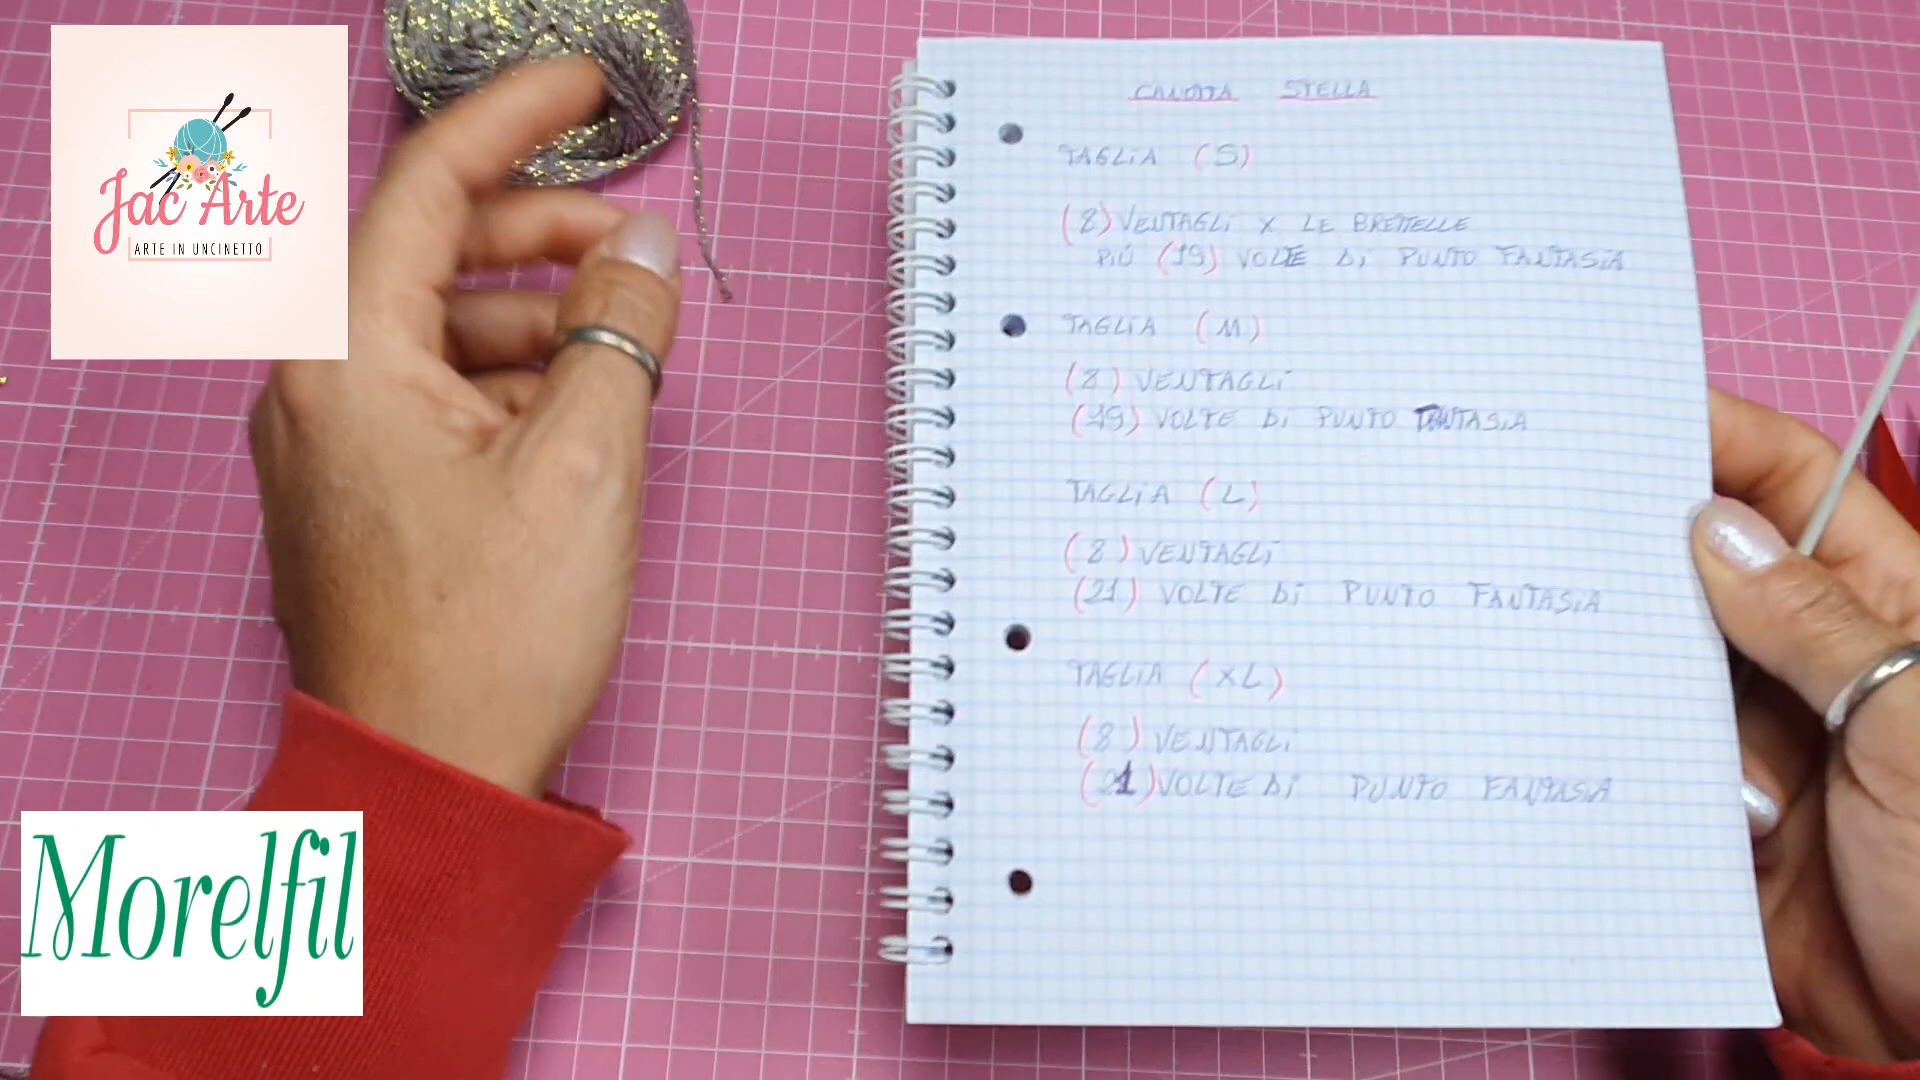 Jac Arte
ARTE IN UNCINETTO
CANOTTA STELLA
TAGLIA (S)
(8) VENTAGLI X LE BRETELLE
PIÙ (19) VOLTE Di PUNTO FANTASIA
TAGLIA (M)
(8) VENTAGLI
(19) VOLTE Di PUNTO FANTASIA
TAGLIA (L)
(8) VENTAGLI
(21) VOLTE Di PUNTO FANTASIA
TAGLIA (XL)
(8) VENTAGLI
(21) VOLTE Di PUNTO FANTASIA
Morelfil